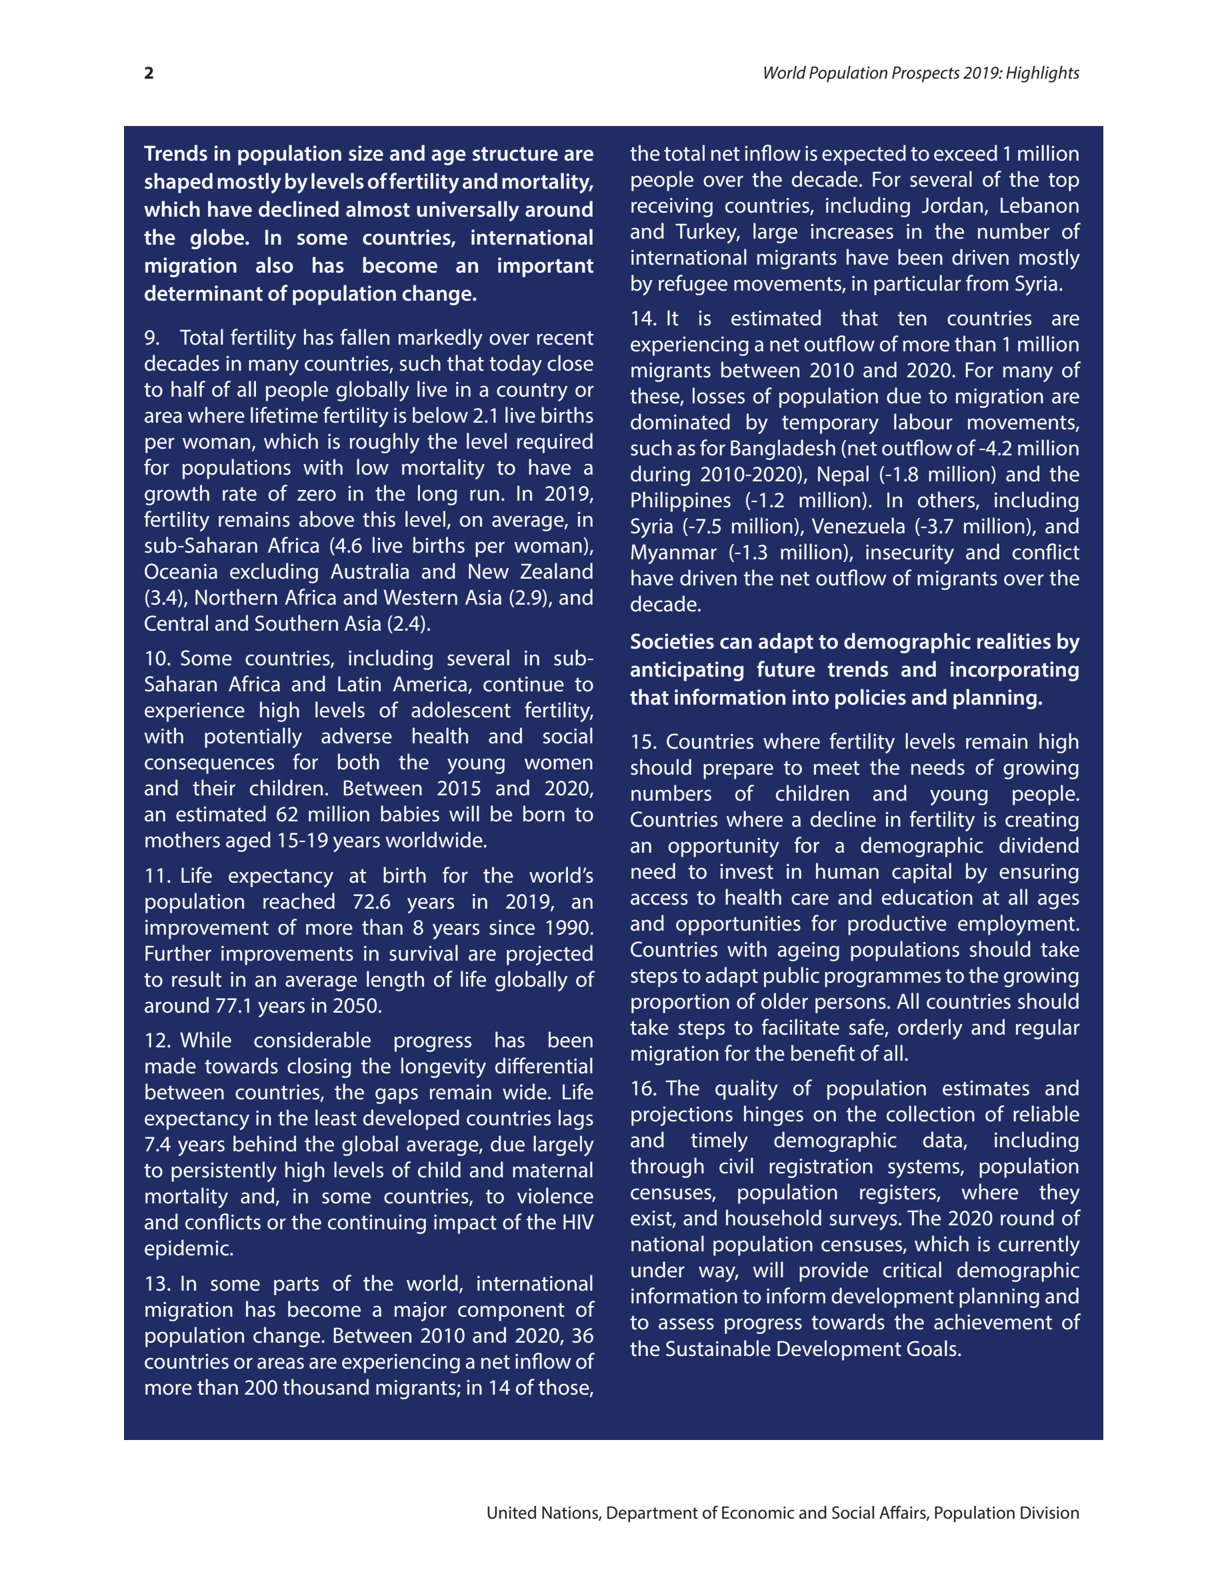 2
World Population Prospects 2019: Highlights
Trends in population size and age structure are
shaped mostly by levels of fertility and mortality,
which have declined almost universally around
the globe. In some countries, international
migration also has become an important
determinant of population change.
9. Total fertility has fallen markedly over recent
decades in many countries, such that today close
to half of all people globally live in a country or
area where lifetime fertility is below 2.1 live births
per woman, which is roughly the level required
for populations with low mortality to have a
growth rate of zero in the long run. In 2019,
fertility remains above this level, on average, in
sub-Saharan Africa (4.6 live births per woman),
Oceania excluding Australia and New Zealand
(3.4), Northern Africa and Western Asia (2.9), and
Central and Southern Asia (2.4).
10. Some countries, including several in sub-
Saharan Africa and Latin America, continue to
experience high levels of adolescent fertility,
with potentially adverse health and social
consequences for both the young women
and their children. Between 2015 and 2020,
an estimated 62 million babies will be born to
mothers aged 15-19 years worldwide.
11. Life expectancy at birth for the world's
population reached 72.6 years in 2019, an
improvement of more than 8 years since 1990.
Further improvements in survival are projected
to result in an average length of life globally of
around 77.1 years in 2050.
12. While considerable progress has been
made towards closing the longevity differential
between countries, the gaps remain wide. Life
expectancy in the least developed countries lags
7.4 years behind the global average, due largely
to persistently high levels of child and maternal
mortality and, in some countries, to violence
and conflicts or the continuing impact of the HIV
epidemic.
13. In some parts of the world, international
migration has become a major component of
population change. Between 2010 and 2020, 36
countries or areas are experiencing a net inflow of
more than 200 thousand migrants; in 14 of those,
the total net inflow is expected to exceed 1 million
people over the decade. For several of the top
receiving countries, including Jordan, Lebanon
and Turkey, large increases in the number of
international migrants have been driven mostly
by refugee movements, in particular from Syria.
14. It is estimated that ten countries are
experiencing a net outflow of more than 1 million
migrants between 2010 and 2020. For many of
these, losses of population due to migration are
dominated by temporary labour movements,
such as for Bangladesh (net outflow of -4.2 million
during 2010-2020), Nepal (-1.8 million) and the
Philippines (-1.2 million). In others, including
Syria (-7.5 million), Venezuela (-3.7 million), and
Myanmar (-1.3 million), insecurity and conflict
have driven the net outflow of migrants over the
decade.
Societies can adapt to demographic realities by
anticipating future trends and incorporating
that information into policies and planning.
15. Countries where fertility levels remain high
should prepare to meet the needs of growing
numbers of children and young people.
Countries where a decline in fertility is creating
an opportunity for a demographic dividend
need to invest in human capital by ensuring
access to health care and education at all ages
and opportunities for productive employment.
Countries with ageing populations should take
steps to adapt public programmes to the growing
proportion of older persons. All countries should
take steps to facilitate safe, orderly and regular
migration for the benefit of all.
16. The quality of population estimates and
projections hinges on the collection of reliable
and timely demographic data, including
through civil registration systems, population
censuses, population registers, where they
exist, and household surveys. The 2020 round of
national population censuses, which is currently
under way, will provide critical demographic
information to inform development planning and
to assess progress towards the achievement of
the Sustainable Development Goals.
United Nations, Department of Economic and Social Affairs, Population Division